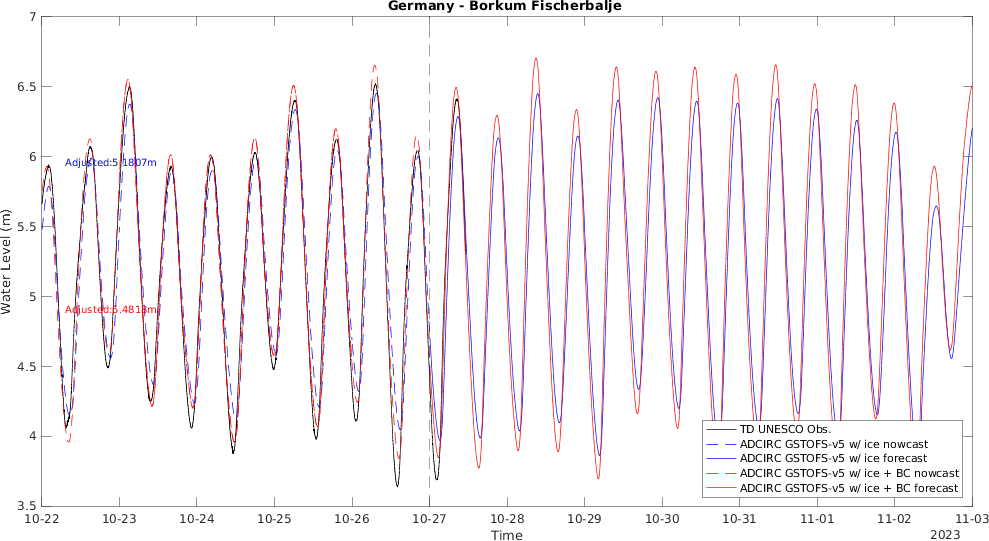 Germany - Borkum Fischerbalje
7
6.5
6
5.5
5
4.5
4
3.5
Water Level (m)
Adjusted:5.1807m
Adjusted:5.4813m
TD UNESCO Obs.
ADCIRC GSTOFS-v5 w/ ice nowcast
ADCIRC GSTOFS-v5 w/ ice forecast
ADCIRC GSTOFS-v5 w/ ice + BC nowcast
ADCIRC GSTOFS-v5 w/ ice + BC forecast
10-22 10-23 10-24 10-25 10-26 10-27 10-28 10-29 10-30 10-31 11-01 11-02 11-03
Time
2023